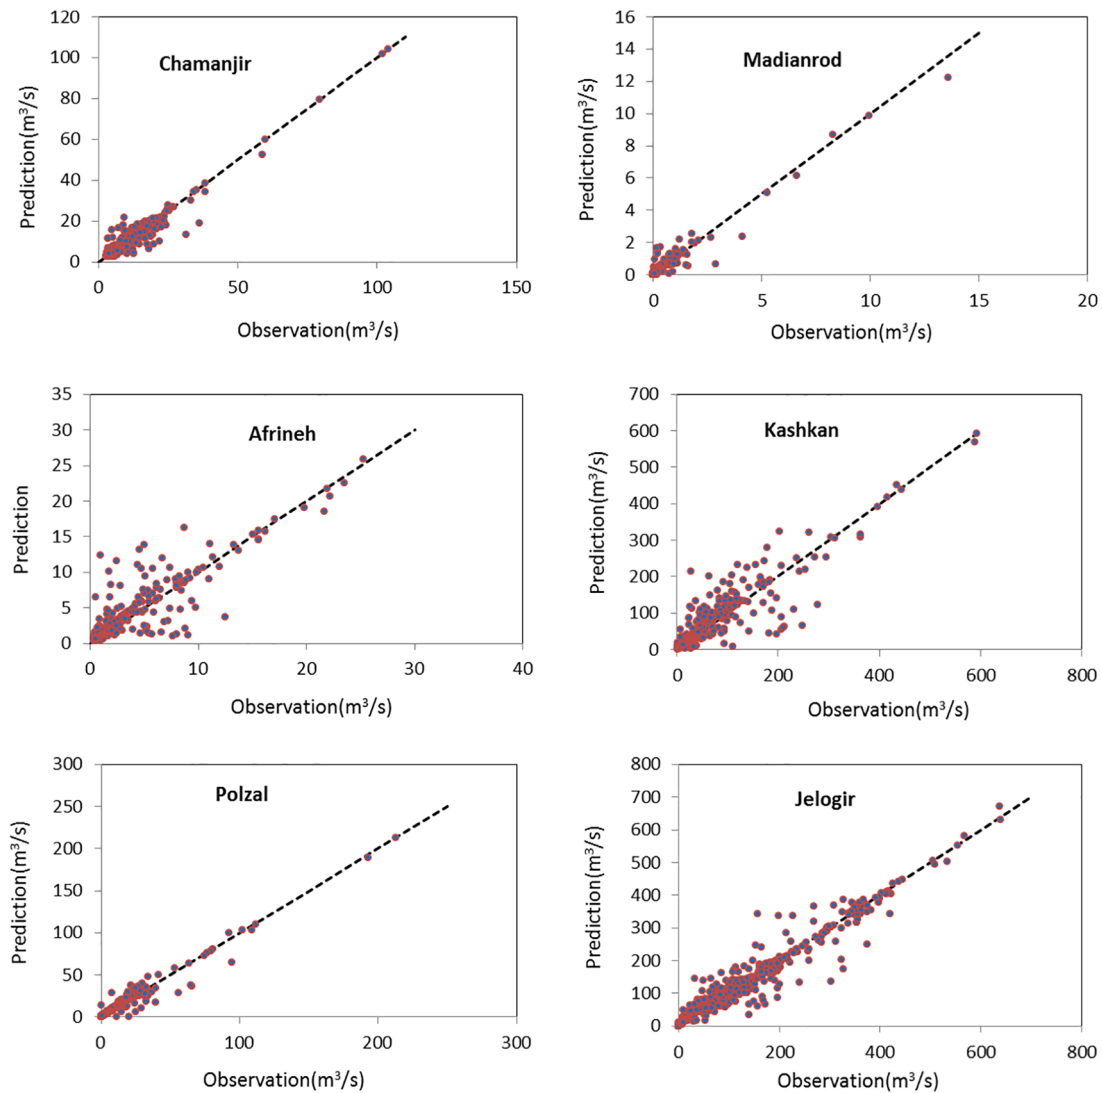 Chamanjir
Prediction(m³/s)
120
100
80
60
40
20
0
0 50 100 150
Observation(m³/s)
Madianrod
Prediction(m³/s)
16
14
12
10
8
6
4
2
0
0 5 10 15 20
Observation(m³/s)
Afrineh
Prediction
35
30
25
20
15
10
5
0
0 10 20 30 40
Observation(m³/s)
Kashkan
Prediction(m³/s)
700
600
500
400
300
200
100
0
0 200 400 600 800
Observation(m³/s)
Polzal
Prediction(m³/s)
300
250
200
150
100
50
0
0 100 200 300
Observation(m³/s)
Jelogir
Prediction(m³/s)
800
700
600
500
400
300
200
100
0
0 200 400 600 800
Observation(m³/s)